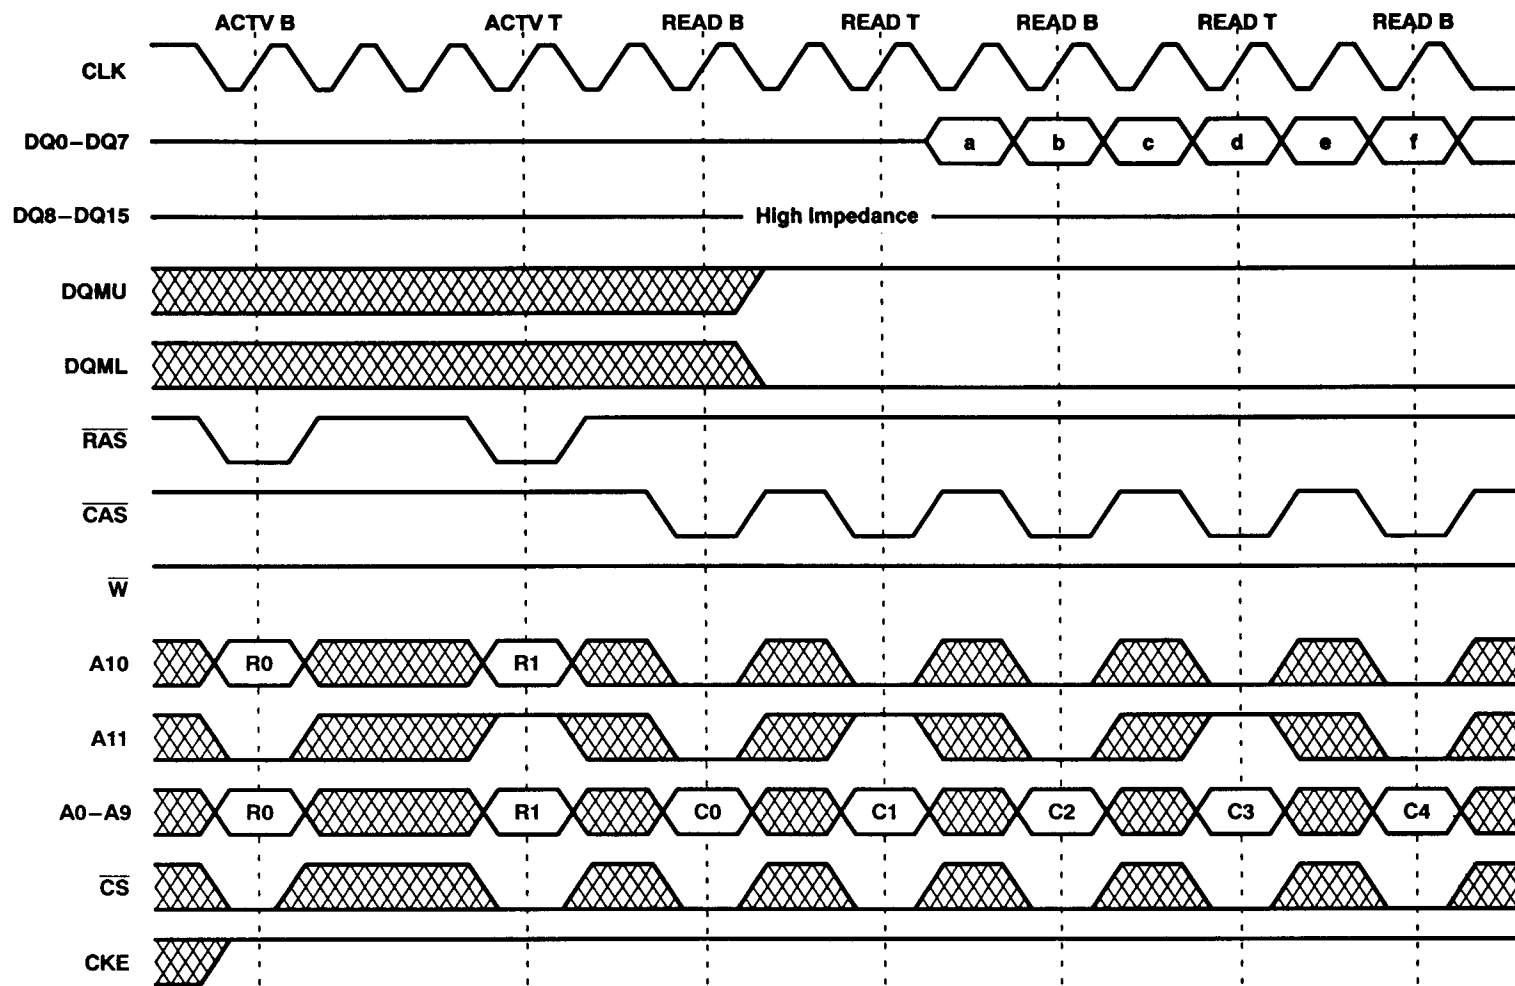 ACTV B ACTV T READ B READ T READ B READ T READ B
CLK
DQ0–DQ7 a b c d e f
DQ8–DQ15 High Impedance
DQMU
DQML
RAS
CAS
W
A10 R0 R1
A11
A0–A9 R0 R1 C0 C1 C2 C3 C4
CS
CKE